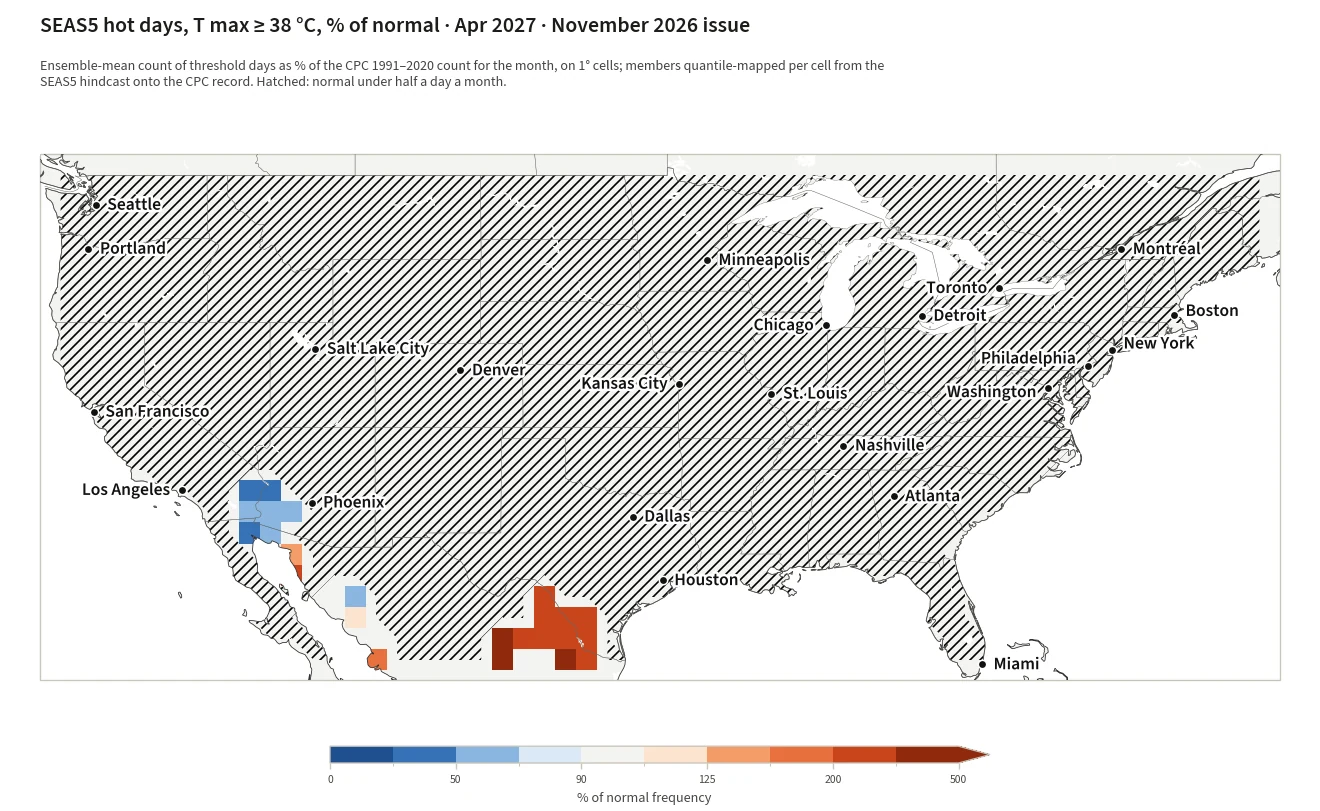 SEAS5 hot days, T max ≥ 38 °C, % of normal · Apr 2027 · November 2026 issue
Ensemble-mean count of threshold days as % of the CPC 1991–2020 count for the month, on 1° cells; members quantile-mapped per cell from the
SEAS5 hindcast onto the CPC record. Hatched: normal under half a day a month.
Seattle
Portland
Montréal
Minneapolis
Toronto
Boston
Detroit
Chicago
New York
Salt Lake City
Philadelphia
Denver
Kansas City
Washington
St. Louis
San Francisco
Nashville
Los Angeles
Phoenix
Atlanta
Dallas
Houston
Miami
0 50 90 125 200 500
% of normal frequency